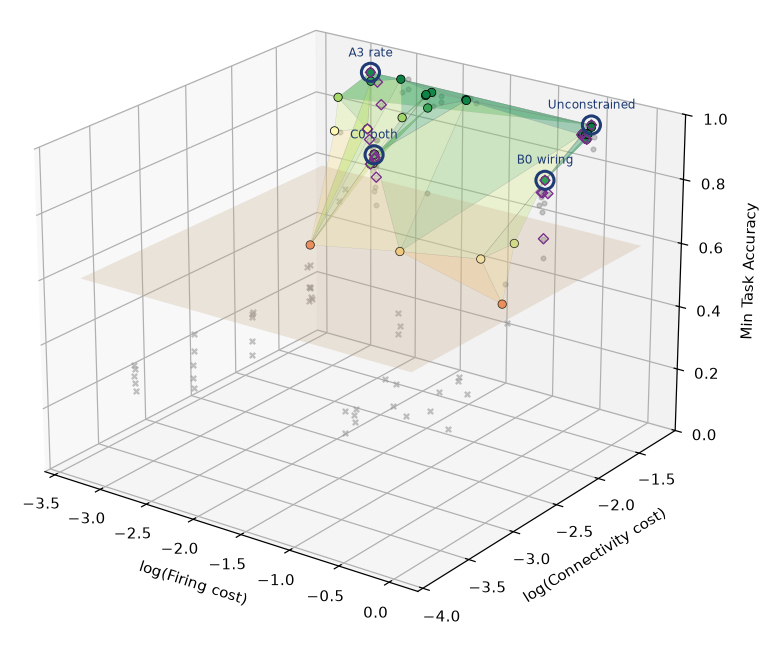 A3 rate
Unconstrained
C0 both
B0 wiring
1.0
0.8
0.6
0.4
0.2
0.0
Min Task Accuracy
−3.5
−3.0
−2.5
−2.0
−1.5
−1.0
−0.5
0.0
log(Firing cost)
−4.0
−3.5
−3.0
−2.5
−2.0
−1.5
log(Connectivity cost)